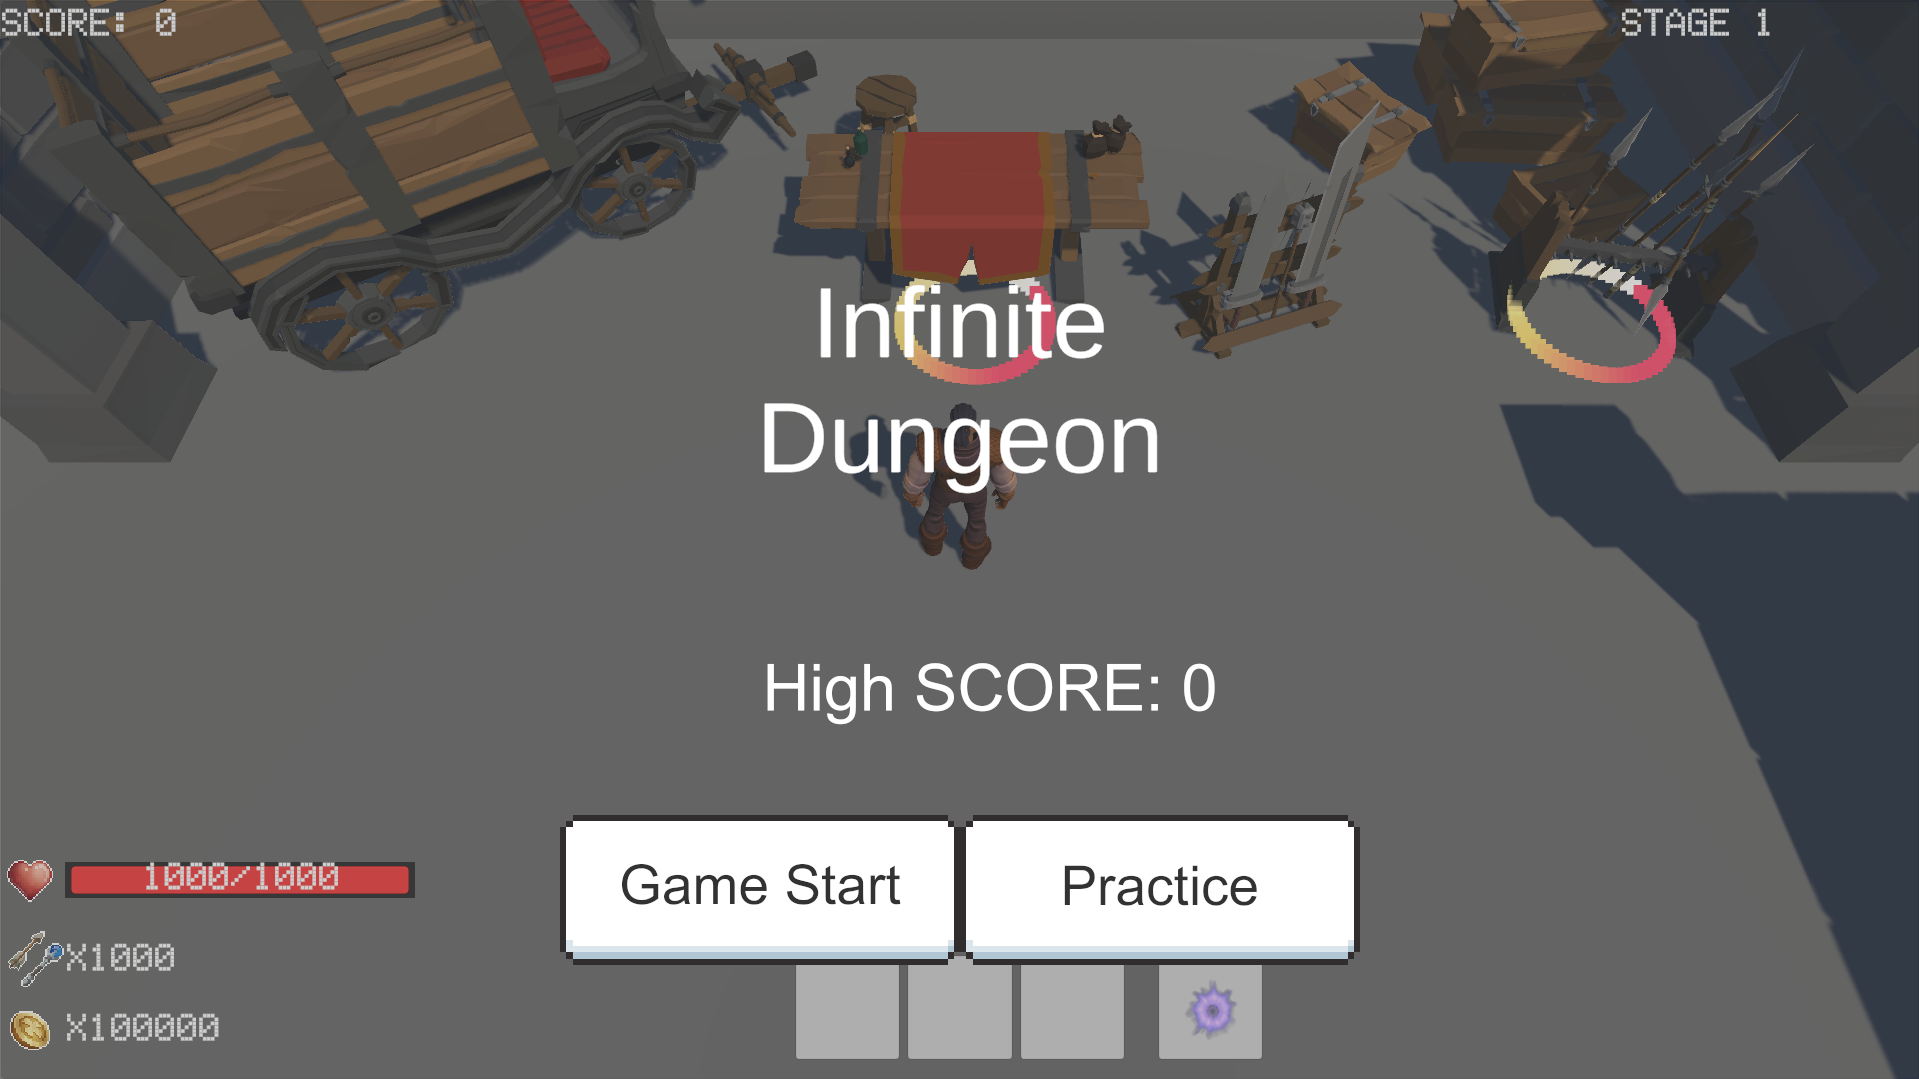 SCORE: 0
STAGE 1
Infinite
Dungeon
High SCORE: 0
Game Start
Practice
1000/1000
X1000
X100000